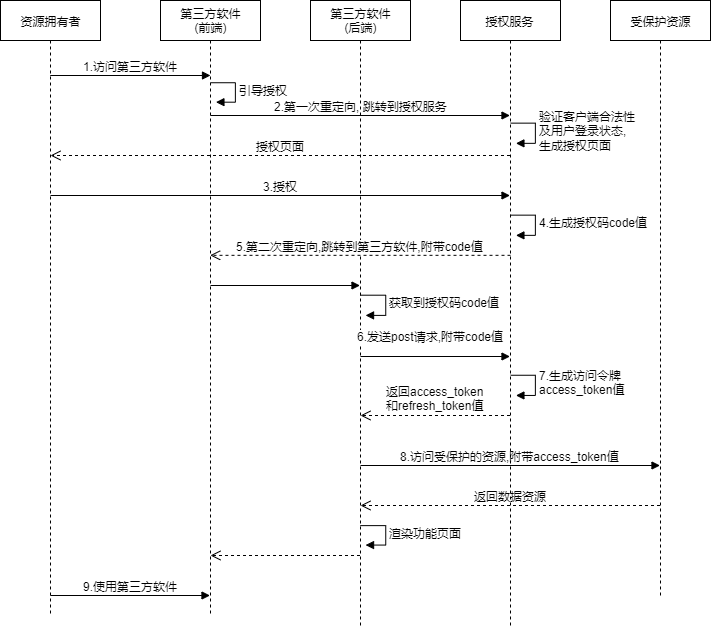 资源拥有者
第三方软件
(前端)
第三方软件
(后端)
授权服务
受保护资源
1.访问第三方软件
引导授权
2.第一次重定向, 跳转到授权服务
验证客户端合法性
及用户登录状态,
生成授权页面
授权页面
3.授权
4.生成授权码code值
5.第二次重定向,跳转到第三方软件,附带code值
获取到授权码code值
6.发送post请求,附带code值
7.生成访问令牌
access_token值
返回access_token
和refresh_token值
8.访问受保护的资源,附带access_token值
返回数据资源
渲染功能页面
9.使用第三方软件